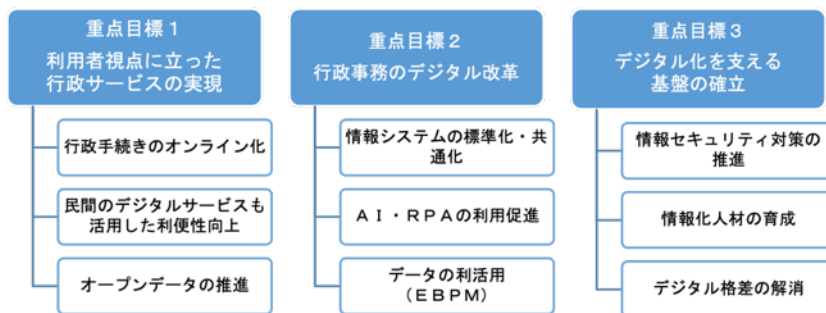 重点目標１
利用者視点に立った
行政サービスの実現
行政手続きのオンライン化
民間のデジタルサービスも
活用した利便性向上
オープンデータの推進
重点目標２
行政事務のデジタル改革
情報システムの標準化・共
通化
ＡＩ・ＲＰＡの利用促進
データの利活用
（ＥＢＰＭ）
重点目標３
デジタル化を支える
基盤の確立
情報セキュリティ対策の
推進
情報化人材の育成
デジタル格差の解消